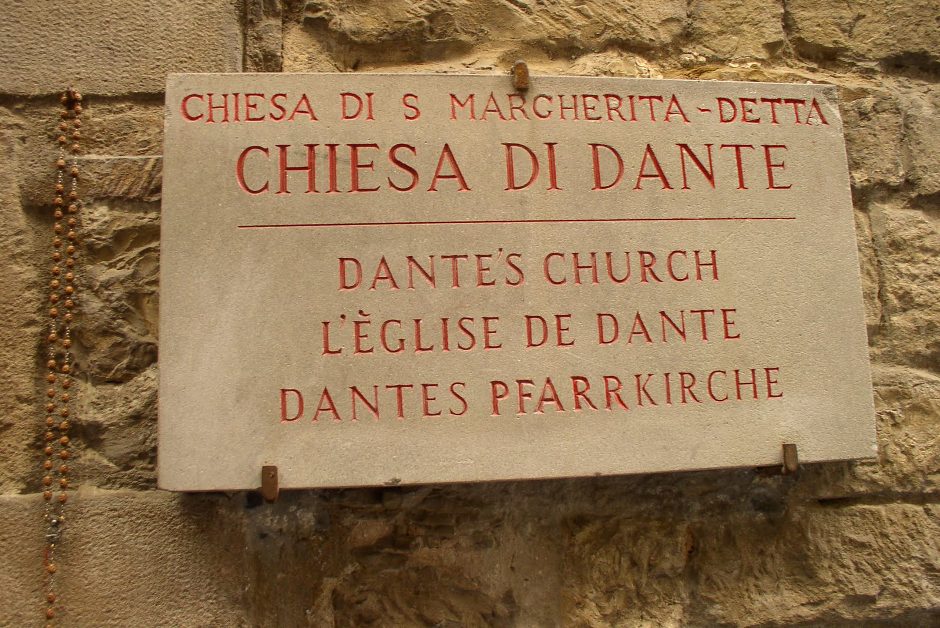 CHIESA DI S MARGHERITA-DETTA
CHIESA DI DANTE
DANTE'S CHURCH
L'ÈGLISE DE DANTE
DANTES PFARRKIRCHE